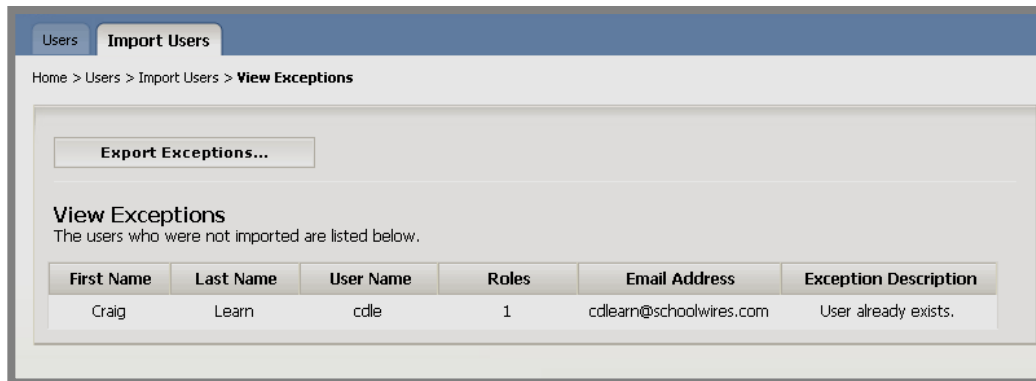 Users Import Users
Home > Users > Import Users > View Exceptions
Export Exceptions...
View Exceptions
The users who were not imported are listed below.
First Name Last Name User Name Roles Email Address Exception Description
Craig Learn cdle 1 cdlearn@schoolwires.com User already exists.